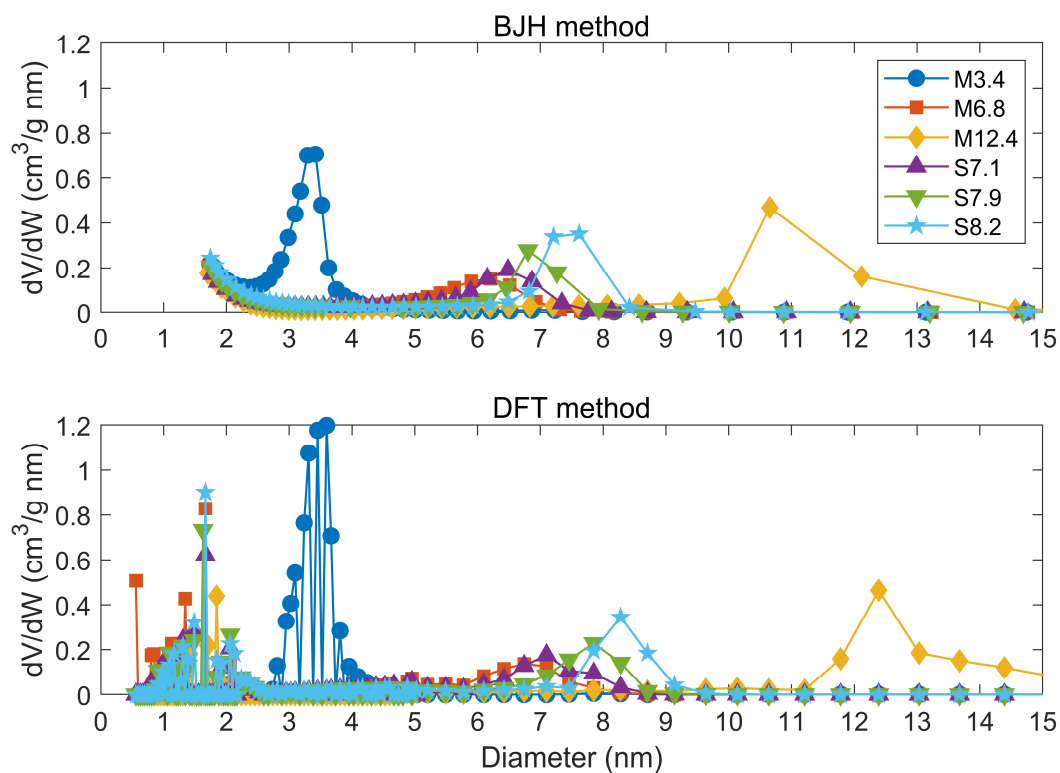 BJH method
1.2
1
0.8
0.6
0.4
0.2
0
dV/dW (cm³/g nm)
M3.4
M6.8
M12.4
S7.1
S7.9
S8.2
0 1 2 3 4 5 6 7 8 9 10 11 12 13 14 15
DFT method
1.2
1
0.8
0.6
0.4
0.2
0
dV/dW (cm³/g nm)
0 1 2 3 4 5 6 7 8 9 10 11 12 13 14 15
Diameter (nm)